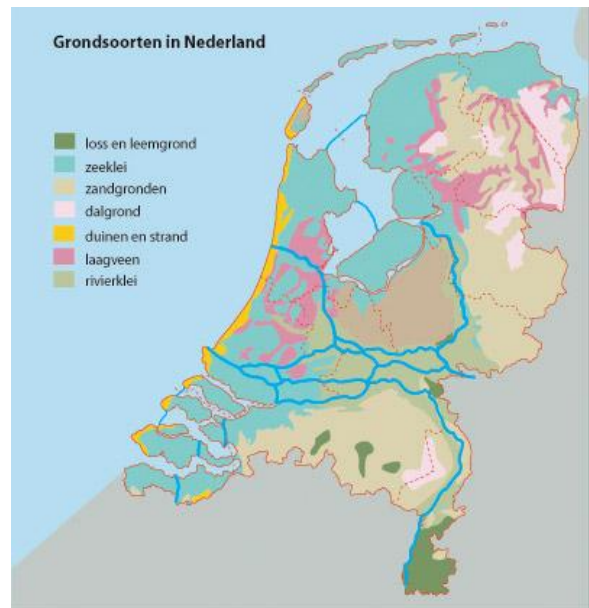 Grondsoorten in Nederland
loss en leemgrond
zeeklei
zandgronden
dalgrond
duinen en strand
laagveen
rivierklei